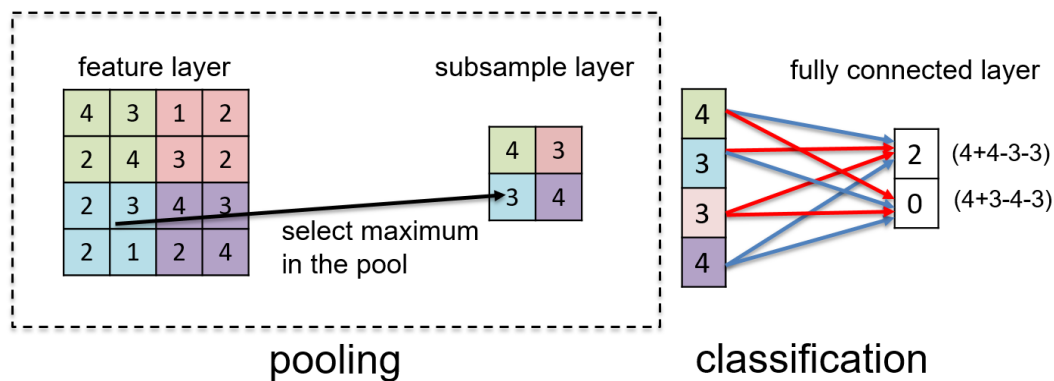 feature layer
4 3 1 2
2 4 3 2
2 3 4 3
2 1 2 4
select maximum
in the pool
subsample layer
4 3
3 4
pooling
4
3
3
4
fully connected layer
2 (4+4-3-3)
0 (4+3-4-3)
classification